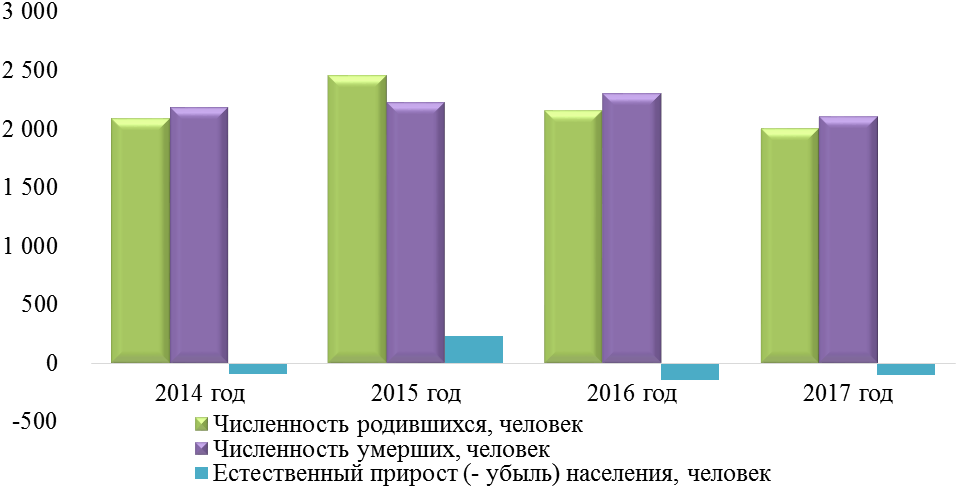 3 000
2 500
2 000
1 500
1 000
500
0
-500
2014 год
2015 год
2016 год
2017 год
Численность родившихся, человек
Численность умерших, человек
Естественный прирост (- убыль) населения, человек